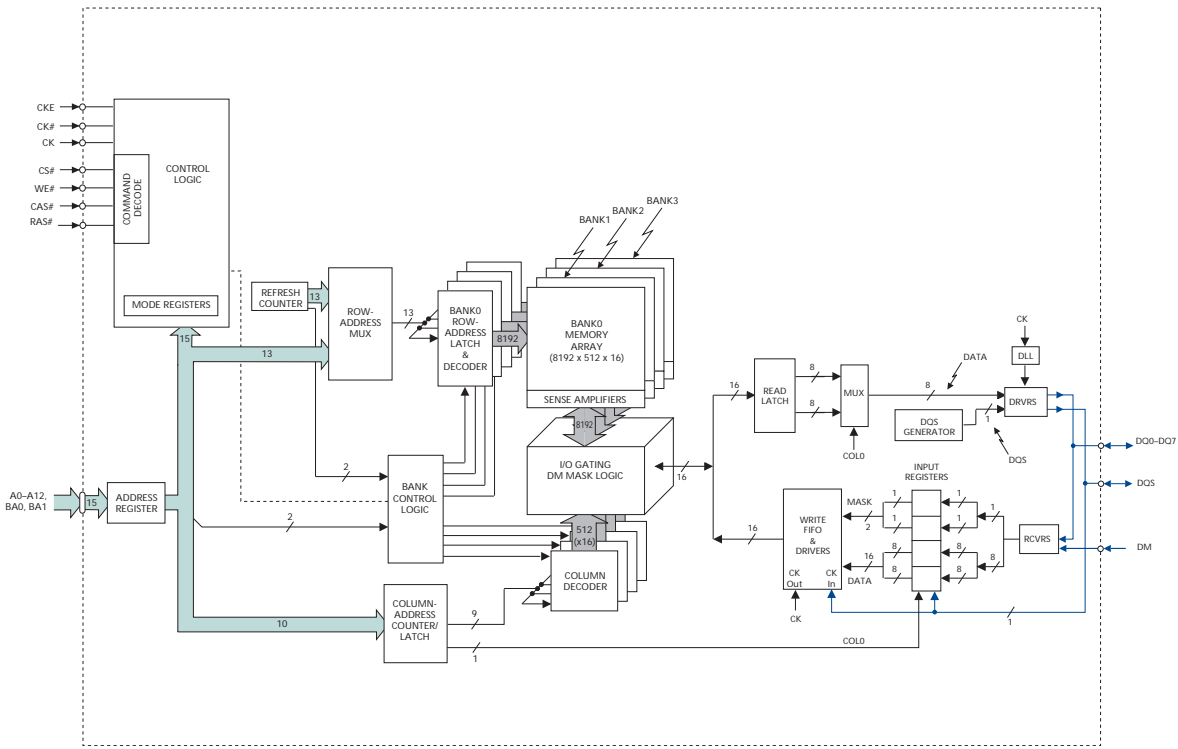 CKE
CK#
CK
CS#
WE#
CAS#
RAS#
COMMAND
DECODE
CONTROL
LOGIC
MODE REGISTERS
15
REFRESH
COUNTER
13
13
ROW-
ADDRESS
MUX
13
BANK0
ROW-
ADDRESS
LATCH
&
DECODER
8192
BANK1
BANK2
BANK3
BANK0
MEMORY
ARRAY
(8192 x 512 x 16)
SENSE AMPLIFIERS
8192
I/O GATING
DM MASK LOGIC
16
16
READ
LATCH
8
8
MUX
COL0
8
DATA
CK
DLL
DRVRS
DQS
GENERATOR
1
DQS
DQ0–DQ7
DQS
DM
INPUT
REGISTERS
RCVRS
1
1
1
1
1
8
8
8
8
8
MASK
2
16
DATA
WRITE
FIFO
&
DRIVERS
CK
Out
CK
In
CK
16
1
A0–A12,
BA0, BA1
15
ADDRESS
REGISTER
2
2
BANK
CONTROL
LOGIC
512
(x16)
COLUMN
DECODER
10
COLUMN-
ADDRESS
COUNTER/
LATCH
9
1
COL0